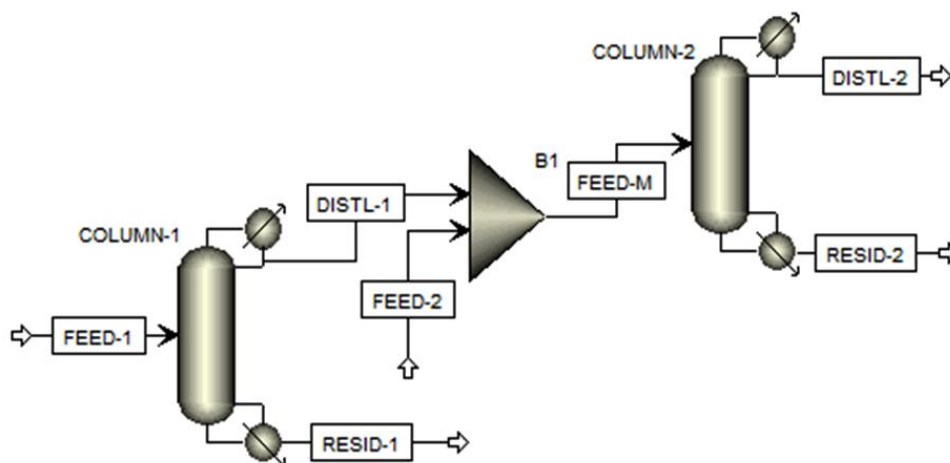 COLUMN-2
DISTL-2
B1
FEED-M
DISTL-1
COLUMN-1
RESID-2
FEED-2
FEED-1
RESID-1